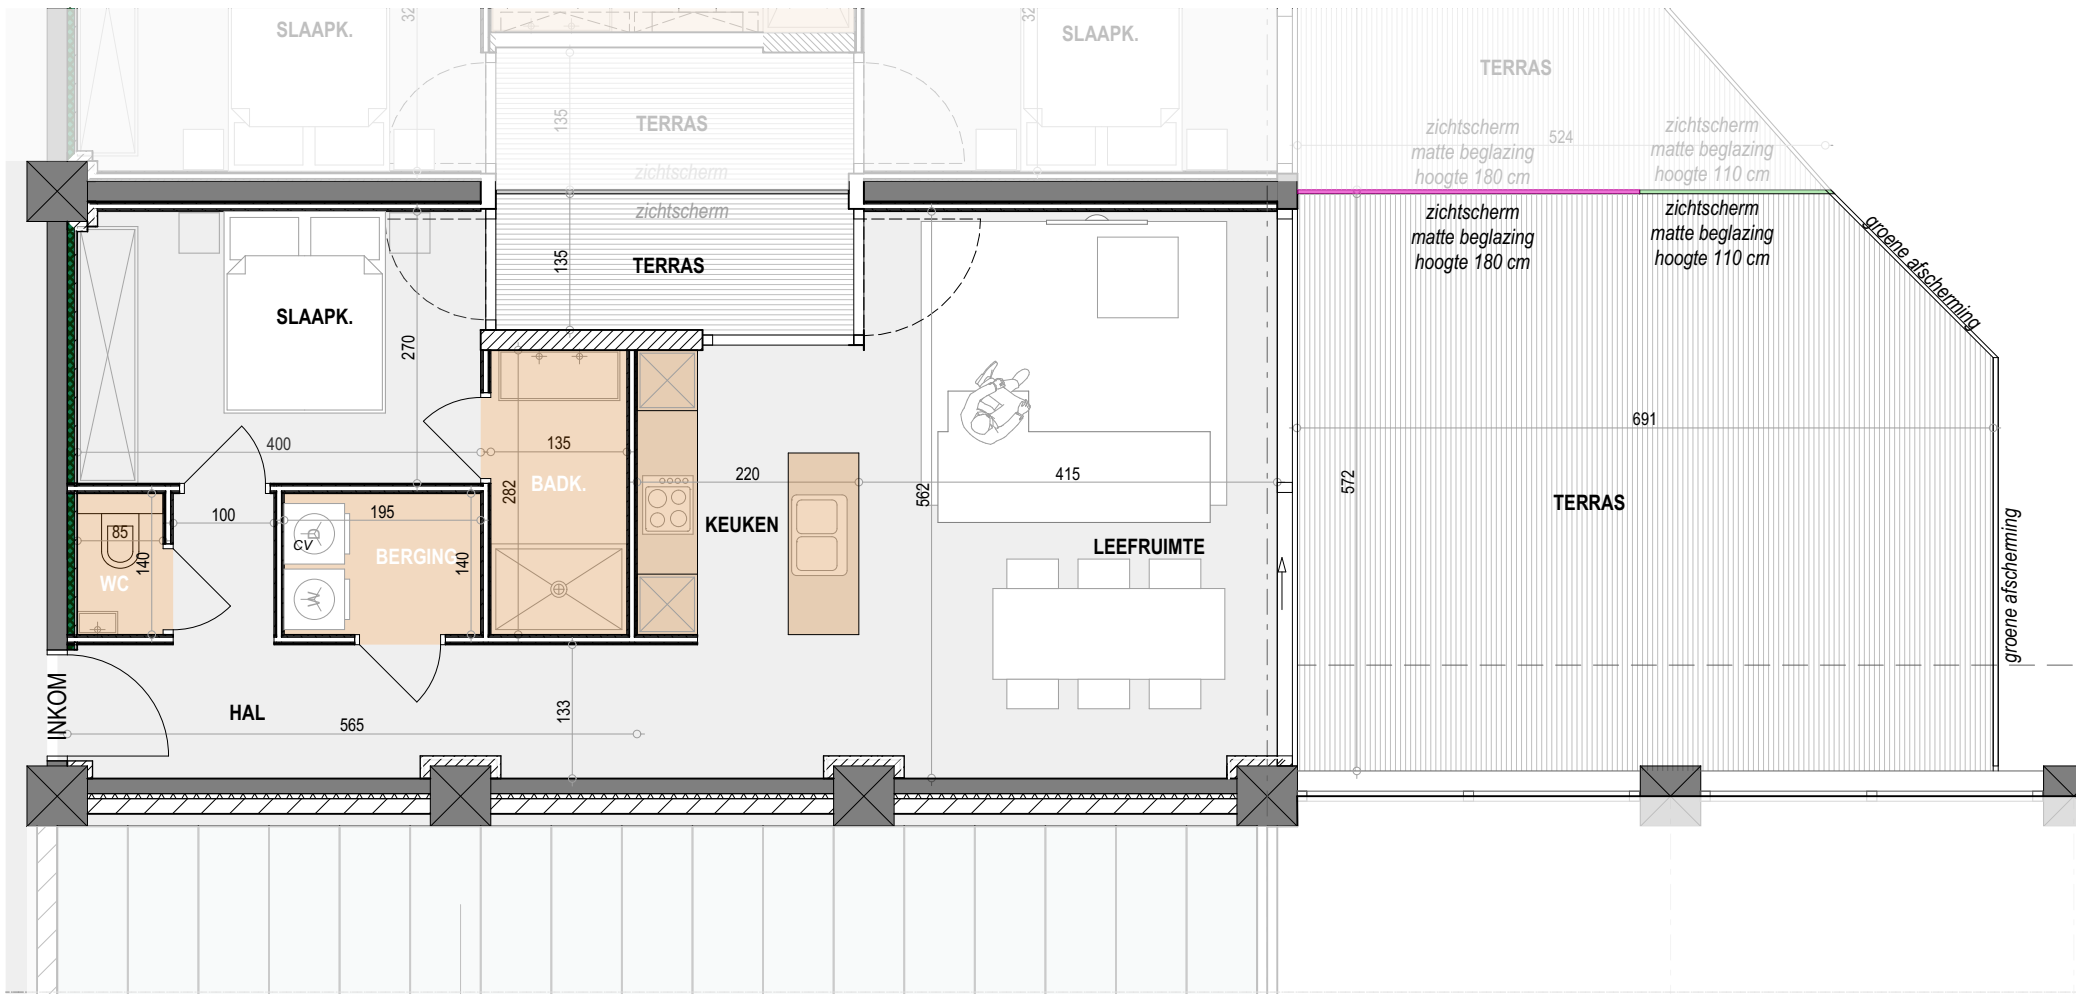 32
32
SLAAPK.
SLAAPK.
TERRAS
135
TERRAS
zichtscherm
matte beglazing
hoogte 180 cm
524
zichtscherm
matte beglazing
hoogte 110 cm
zichtscherm
zichtscherm
135
TERRAS
zichtscherm
matte beglazing
hoogte 180 cm
zichtscherm
matte beglazing
hoogte 110 cm
groene afscherming
SLAAPK.
270
400
135
BADK.
282
220
415
562
572
691
TERRAS
KEUKEN
LEEFRUIMTE
100
195
85
140
CV
BERGING
140
WC
groene afscherming
INKOM
HAL
565
133